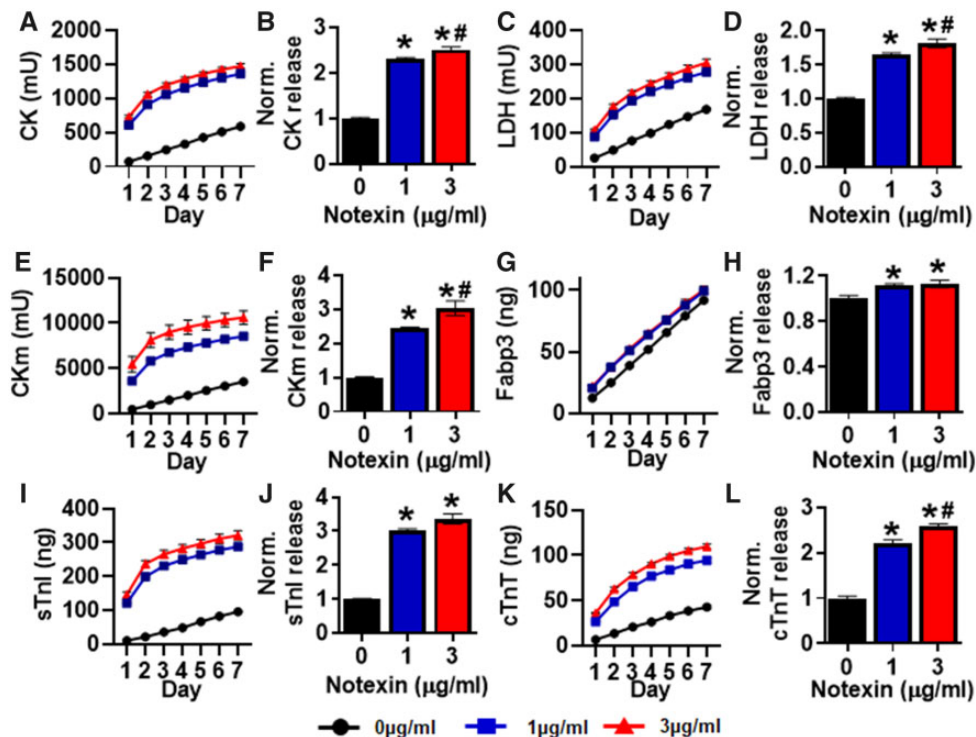 A
CK (mU)
2000
1500
1000
500
0
1 2 3 4 5 6 7
Day
B
Norm.
CK release
3
2
1
0
* *#
0 1 3
Notexin (µg/ml)
C
LDH (mU)
400
300
200
100
0
1 2 3 4 5 6 7
Day
D
Norm.
LDH release
2.0
1.5
1.0
0.5
0.0
* *#
0 1 3
Notexin (µg/ml)
E
CKm (mU)
15000
10000
5000
0
1 2 3 4 5 6 7
Day
F
Norm.
CKm release
4
3
2
1
0
* *#
0 1 3
Notexin (µg/ml)
G
Fabp3 (ng)
100
50
0
1 2 3 4 5 6 7
Day
H
Norm.
Fabp3 release
1.2
0.8
0.4
0.0
* *
0 1 3
Notexin (µg/ml)
I
sTnI (ng)
400
300
200
100
0
1 2 3 4 5 6 7
Day
J
Norm.
sTnI release
4
3
2
1
0
* *
0 1 3
Notexin (µg/ml)
K
cTnT (ng)
150
100
50
0
1 2 3 4 5 6 7
Day
L
Norm.
cTnT release
3
2
1
0
* *#
0 1 3
Notexin (µg/ml)
0µg/ml 1µg/ml 3µg/ml